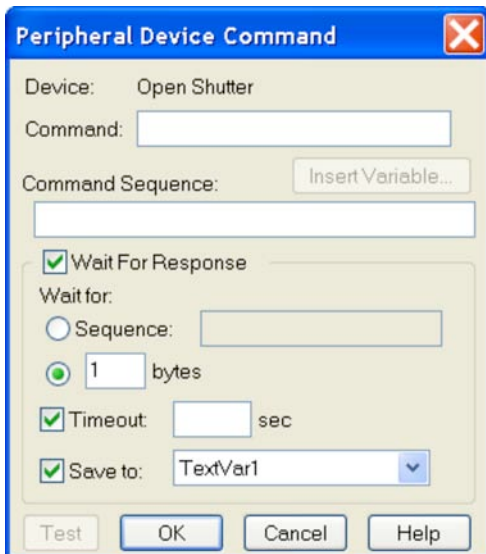 Peripheral Device Command
Device: Open Shutter
Command:
Insert Variable...
Command Sequence:
Wait For Response
Wait for:
Sequence:
1 bytes
Timeout: sec
Save to: TextVar1
Test OK Cancel Help